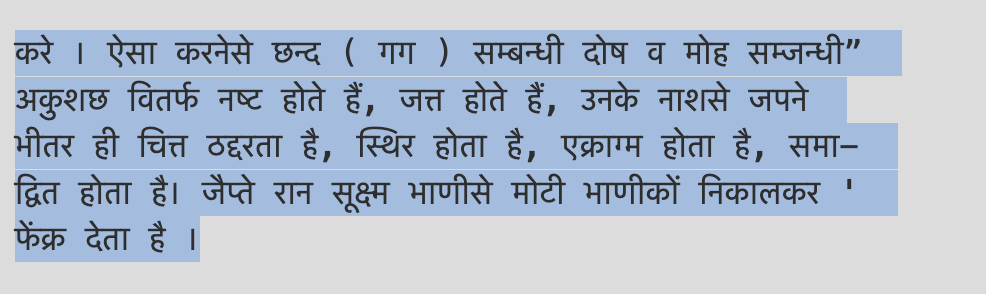 करे । ऐसा करनेसे छन्द ( गग ) सम्बन्धी दोष व मोह सम्जन्धी”
अकुशछ वितर्फ नष्ट होते हैं, जत्त होते हैं, उनके नाशसे जपने
भीतर ही चित्त ठद्दरता है, स्थिर होता है, एक्राग्म होता है, समा–
द्वित होता है। जैप्ते रान सूक्ष्म भाणीसे मोटी भाणीकों निकालकर '
फेंक्र देता है ।